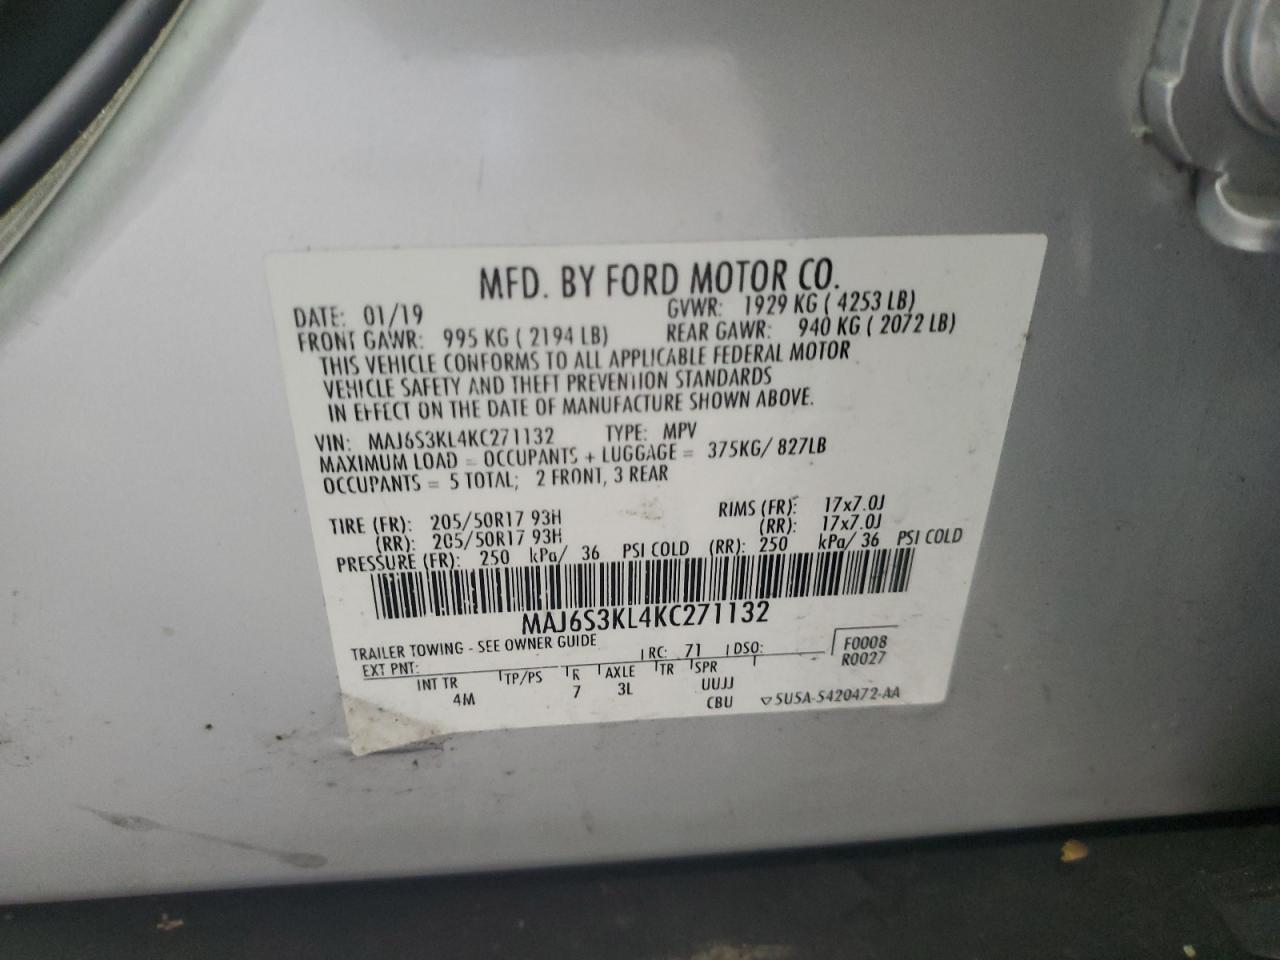 MFD. BY FORD MOTOR CO.
DATE: 01/19 GVWR: 1929 KG ( 4253 LB)
FRONT GAWR: 995 KG ( 2194 LB) REAR GAWR: 940 KG ( 2072 LB)
THIS VEHICLE CONFORMS TO ALL APPLICABLE FEDERAL MOTOR
VEHICLE SAFETY AND THEFT PREVENTION STANDARDS
IN EFFECT ON THE DATE OF MANUFACTURE SHOWN ABOVE.
VIN: MAJ6S3KL4KC271132 TYPE: MPV
MAXIMUM LOAD = OCCUPANTS + LUGGAGE = 375KG/ 827LB
OCCUPANTS = 5 TOTAL; 2 FRONT, 3 REAR
TIRE (FR): 205/50R17 93H RIMS (FR): 17x7.0J
(RR): 205/50R17 93H (RR): 17x7.0J
PRESSURE (FR): 250 kPa/ 36 PSI COLD (RR): 250 kPa/ 36 PSI COLD
MAJ6S3KL4KC271132
TRAILER TOWING - SEE OWNER GUIDE
EXT PNT: RC: 71 DSO: F0008
R0027
INT TR TP/PS R AXLE TR SPR
4M 7 3L UUJJ
CBU 5U5A-5420472-AA